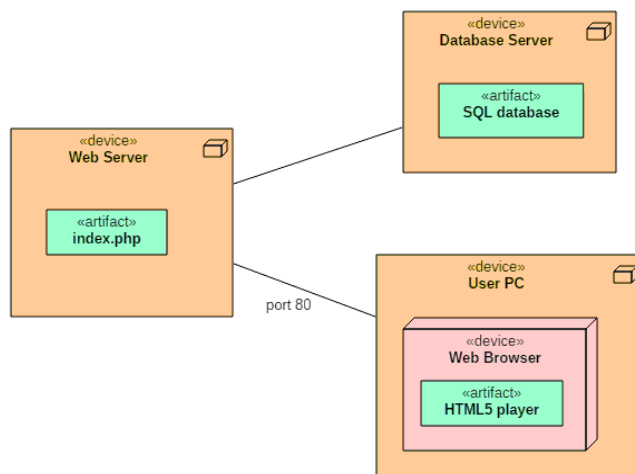 «device»
Database Server
«artifact»
SQL database
«device»
Web Server
«artifact»
index.php
port 80
«device»
User PC
«device»
Web Browser
«artifact»
HTML5 player